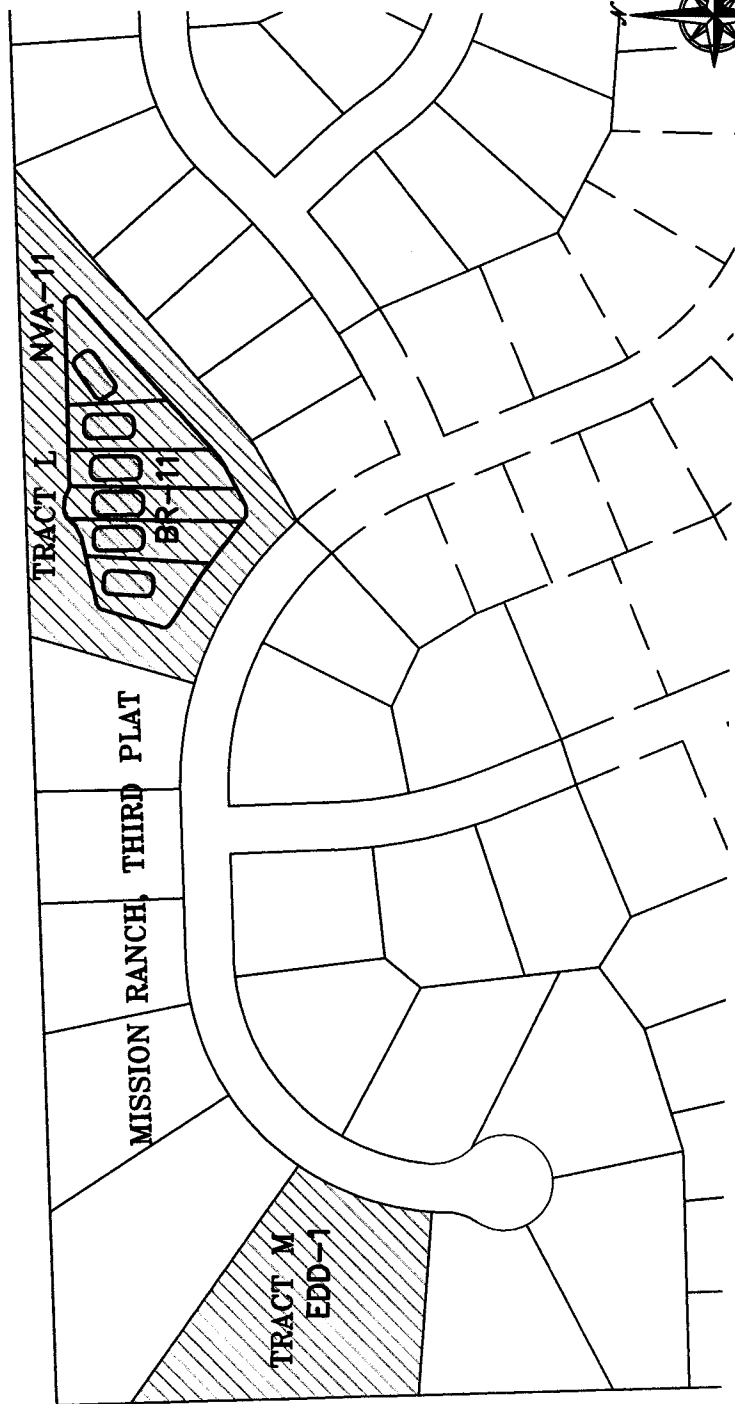 N
NVA-11
TRACT L
BR-11
MISSION RANCH, THIRD PLAT
TRACT M
EDD-1